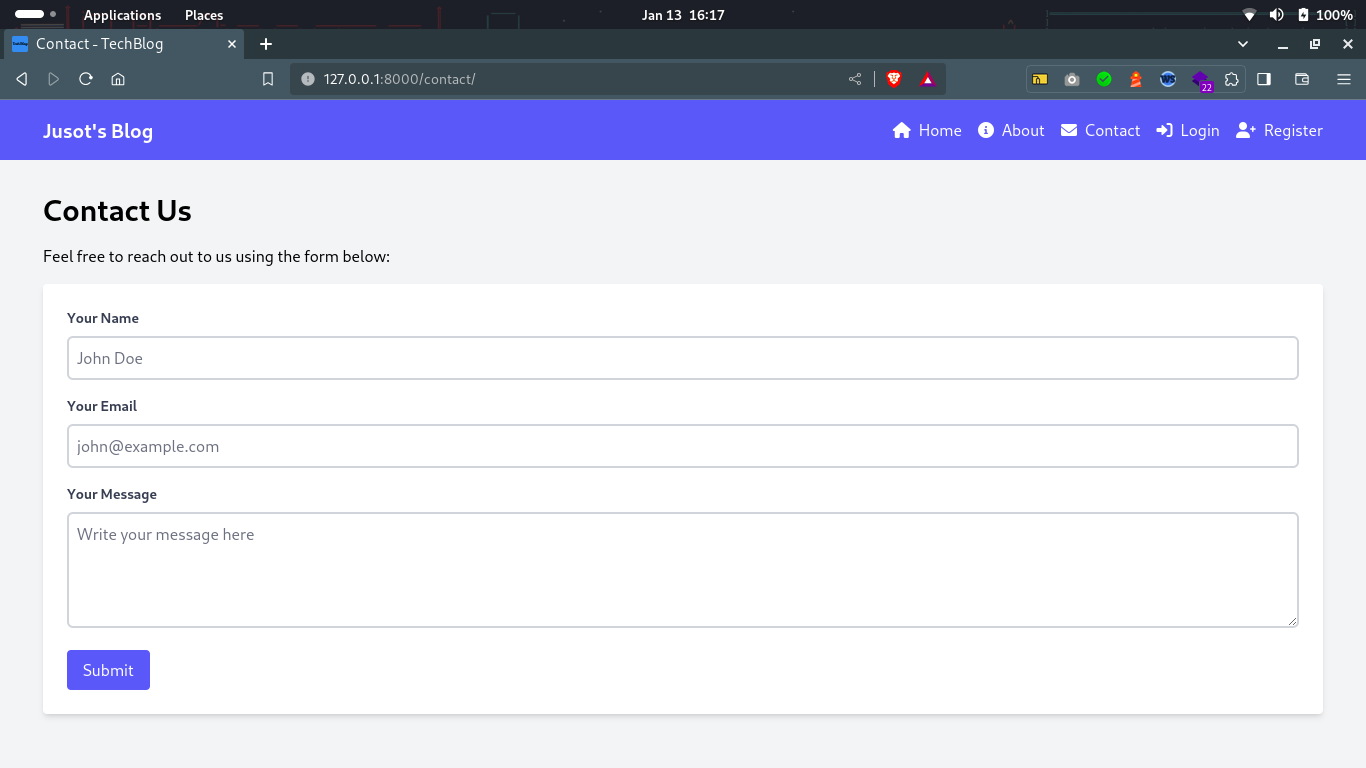 Applications Places Jan 13 16:17 100%
Contact - TechBlog
127.0.0.1:8000/contact/
22
Jusot's Blog Home About Contact Login Register
Contact Us
Feel free to reach out to us using the form below:
Your Name
John Doe
Your Email
john@example.com
Your Message
Write your message here
Submit